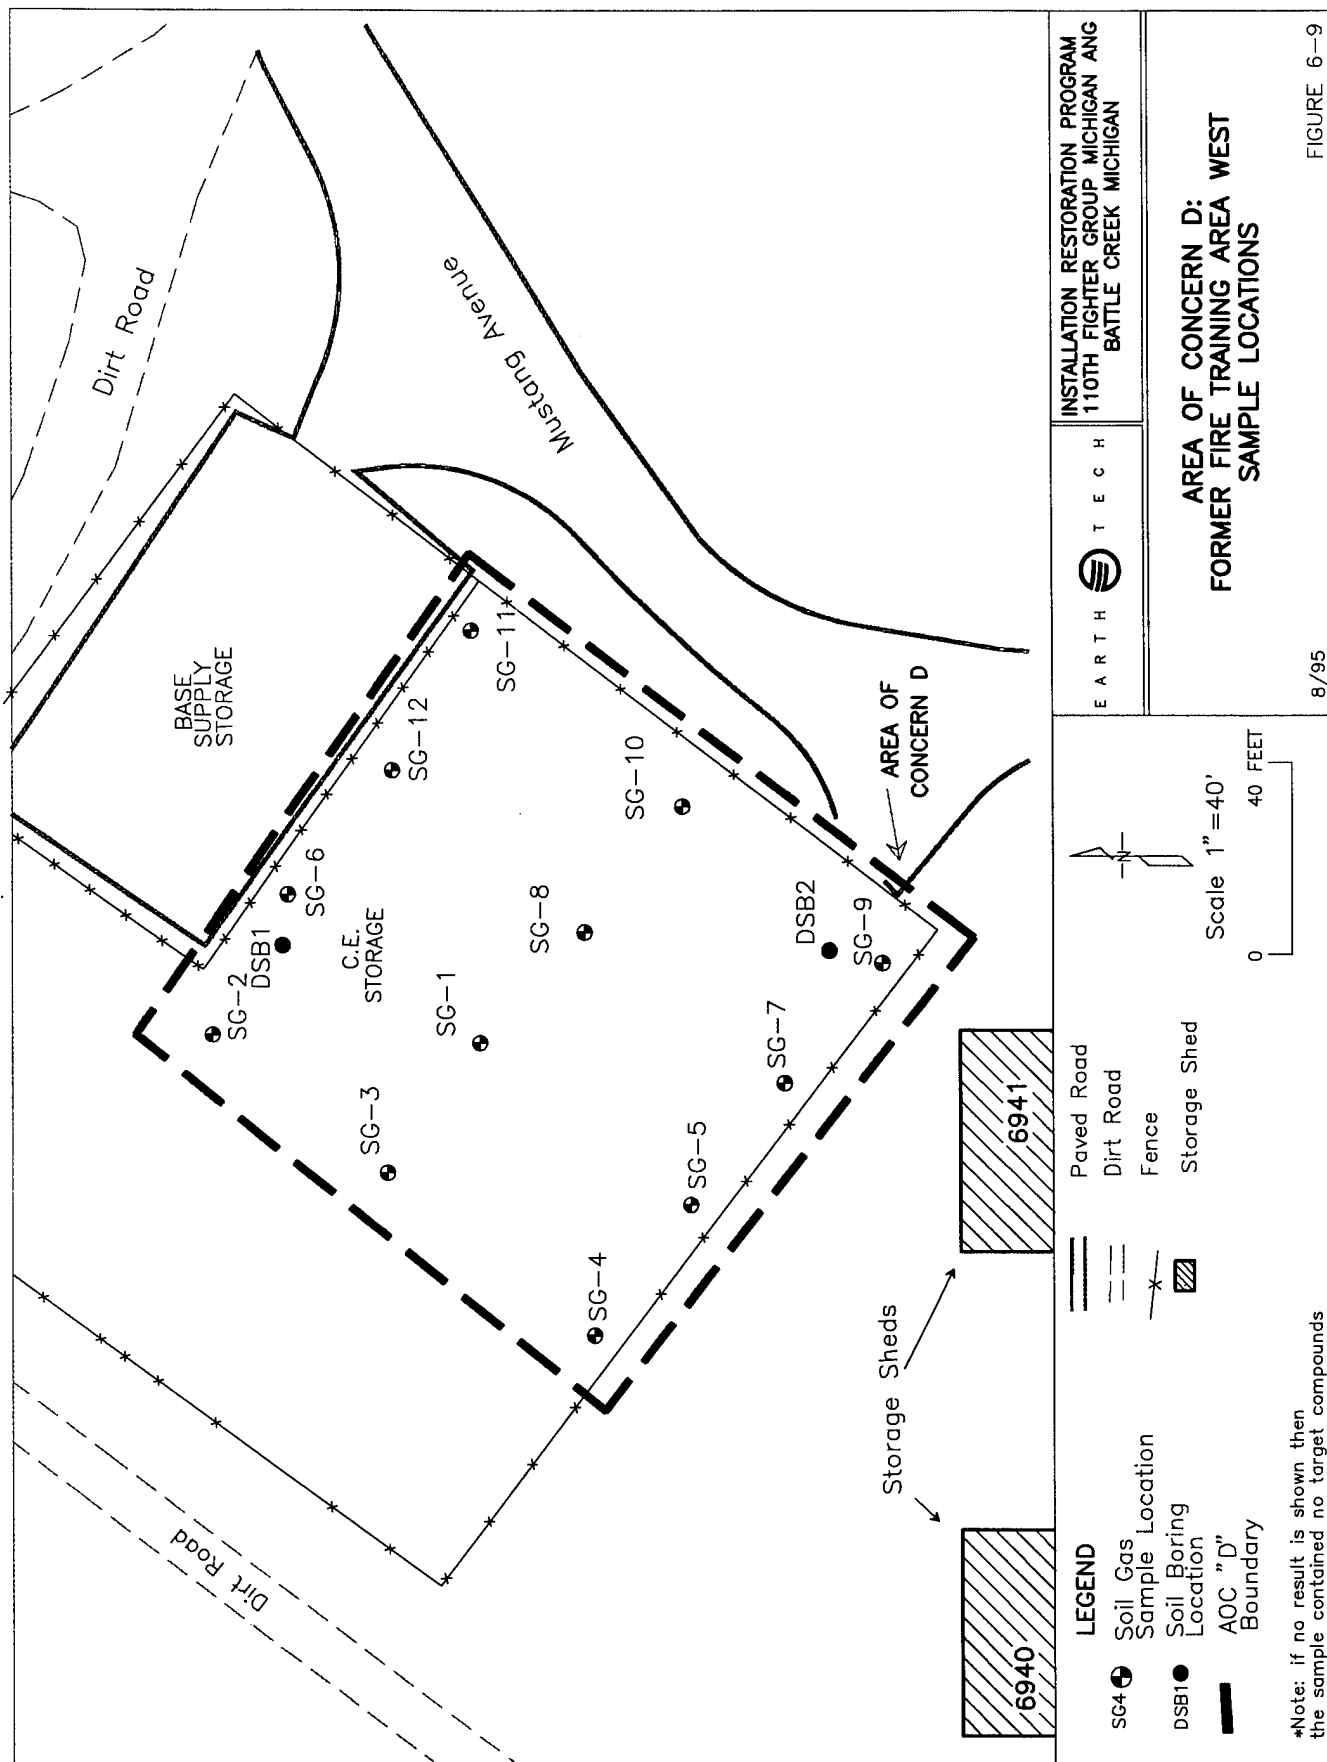 Dirt Road
Mustang Avenue
BASE
SUPPLY
STORAGE
SG-11
SG-12
SG-10
SG-6
DSB1
SG-2
C.E.
STORAGE
SG-8
SG-1
SG-3
DSB2
SG-9
SG-7
SG-5
SG-4
AREA OF
CONCERN D
Dirt Road
Storage Sheds
6940
6941
LEGEND
SG4 Soil Gas
Sample Location
DSB1 Soil Boring
Location
AOC "D"
Boundary
Paved Road
Dirt Road
Fence
Storage Shed
N
Scale 1"=40'
0 40 FEET
*Note: if no result is shown then
the sample contained no target compounds
EARTH TECH
INSTALLATION RESTORATION PROGRAM
110TH FIGHTER GROUP MICHIGAN ANG
BATTLE CREEK MICHIGAN
AREA OF CONCERN D:
FORMER FIRE TRAINING AREA WEST
SAMPLE LOCATIONS
8/95
FIGURE 6-9